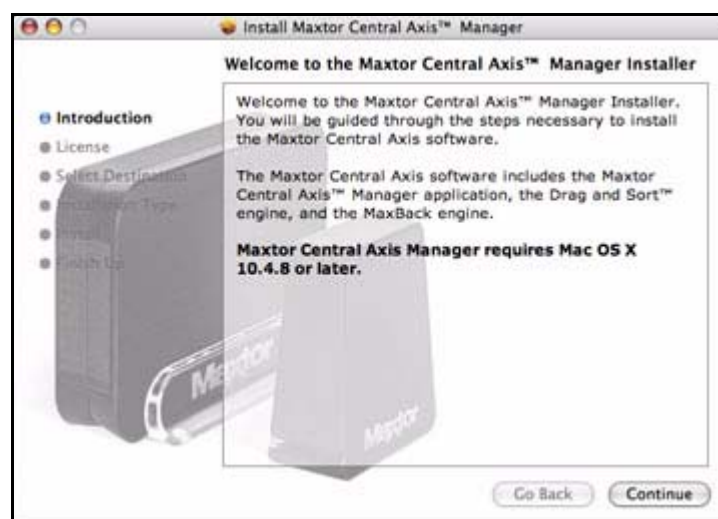 Install Maxtor Central Axis™ Manager
Welcome to the Maxtor Central Axis™ Manager Installer
Introduction
License
Select Destination
Installation Type
Install
Finish Up
Welcome to the Maxtor Central Axis™ Manager Installer.
You will be guided through the steps necessary to install
the Maxtor Central Axis software.
The Maxtor Central Axis software includes the Maxtor
Central Axis™ Manager application, the Drag and Sort™
engine, and the MaxBack engine.
Maxtor Central Axis Manager requires Mac OS X
10.4.8 or later.
Maxtor
Maxtor
Go Back
Continue